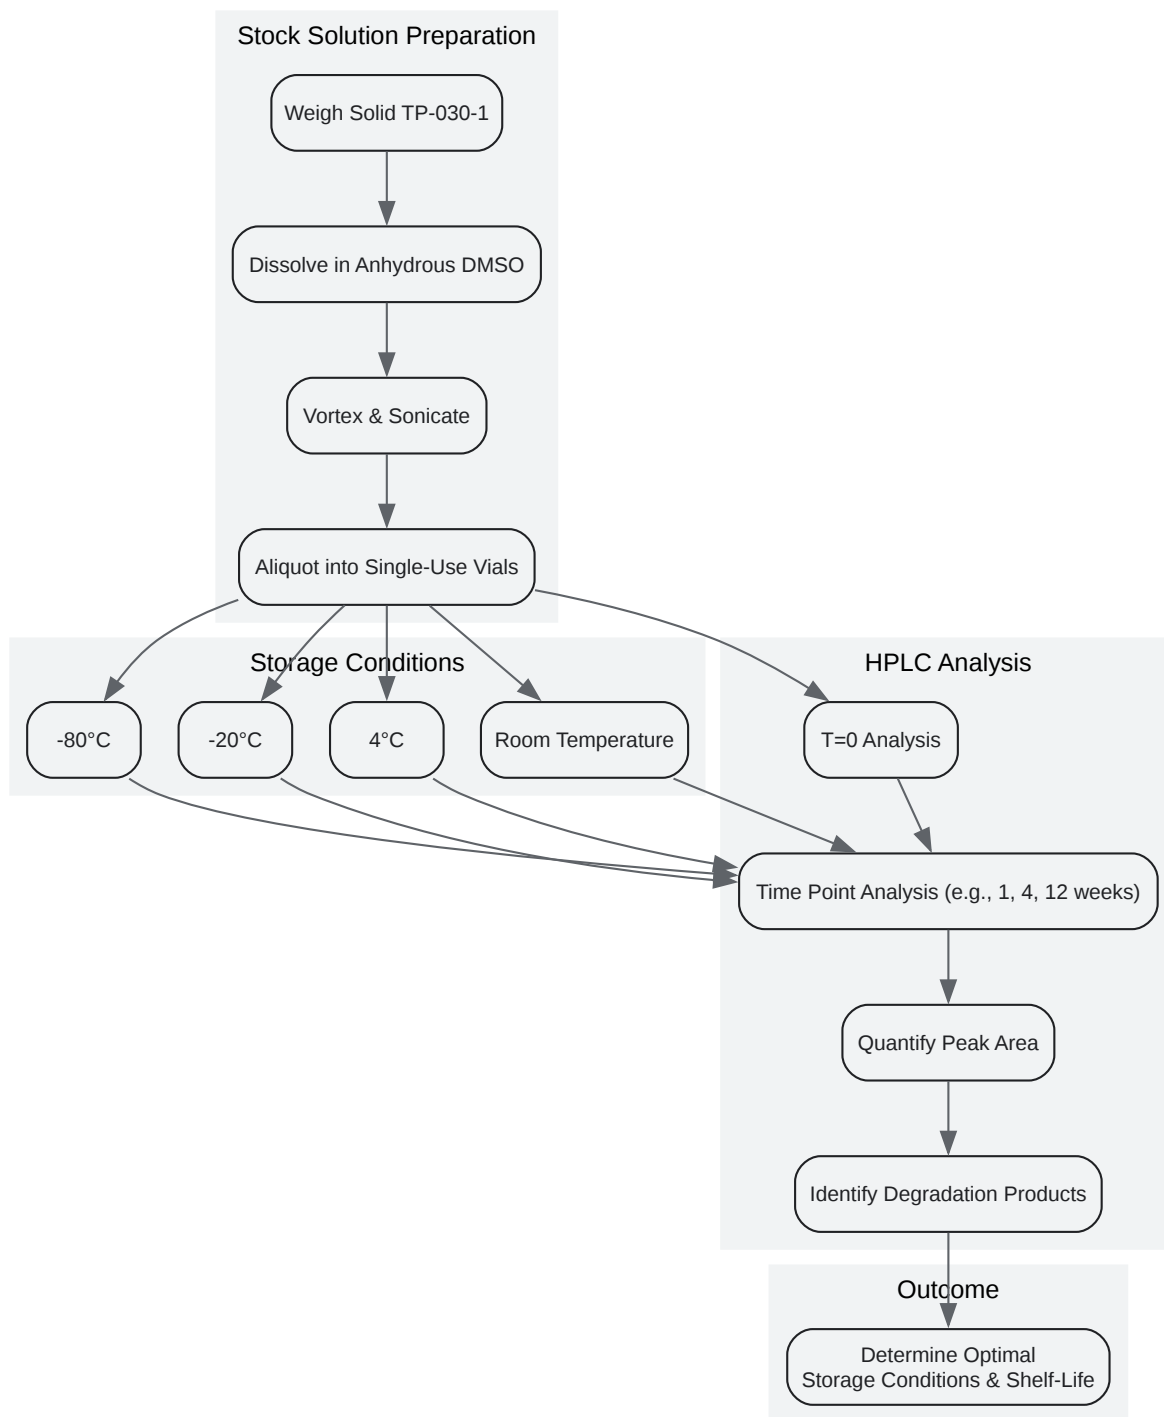 Stock Solution Preparation
Weigh Solid TP-030-1
Dissolve in Anhydrous DMSO
Vortex & Sonicate
Aliquot into Single-Use Vials
Storage Conditions
HPLC Analysis
-80°C
-20°C
4°C
Room Temperature
T=0 Analysis
Time Point Analysis (e.g., 1, 4, 12 weeks)
Quantify Peak Area
Identify Degradation Products
Outcome
Determine Optimal
Storage Conditions & Shelf-Life